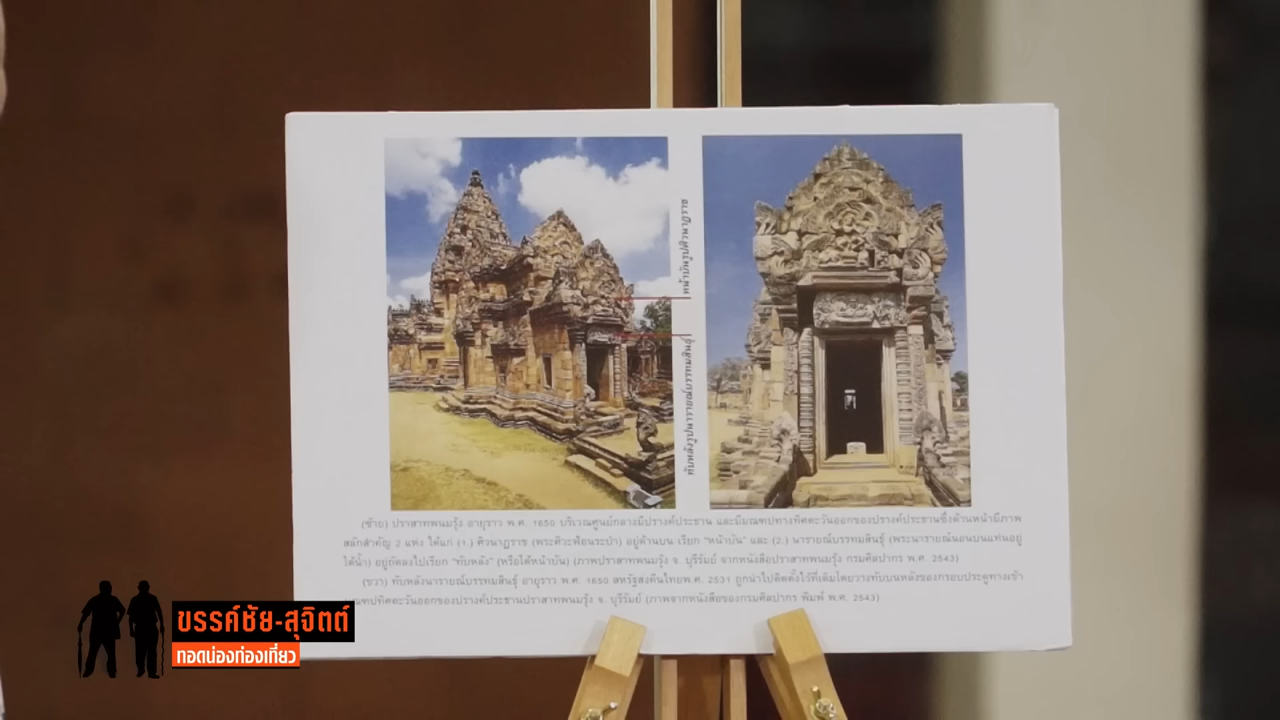 หน้าบันรูปศิวนาฏราช
ทับหลังรูปนารายณ์บรรทมสินธุ์
(ซ้าย) ปราสาทพนมรุ้ง อายุราว พ.ศ. 1650 บริเวณศูนย์กลางมีปรางค์ประธาน และมีมณฑปทางทิศตะวันออกของปรางค์ประธานซึ่งด้านหน้ามีภาพ
สลักสำคัญ 2 แห่ง ได้แก่ (1.) ศิวนาฏราช (พระศิวะฟ้อนระบำ) อยู่ด้านบน เรียก "หน้าบัน" และ (2.) นารายณ์บรรทมสินธุ์ (พระนารายณ์นอนบนแท่นอยู่
ใต้น้ำ) อยู่ถัดลงไปเรียก "ทับหลัง" (หรือใต้หน้าบัน) (ภาพปราสาทพนมรุ้ง จ. บุรีรัมย์ จากหนังสือปราสาทพนมรุ้ง กรมศิลปากร พ.ศ. 2543)
(ขวา) ทับหลังนารายณ์บรรทมสินธุ์ อายุราว พ.ศ. 1650 สหรัฐส่งคืนไทยพ.ศ. 2531 ถูกนำไปติดตั้งไว้ที่เดิมโดยวางทับบนหลังของกรอบประตูทางเข้า
มณฑปทิศตะวันออกของปรางค์ประธานปราสาทพนมรุ้ง จ. บุรีรัมย์ (ภาพจากหนังสือของกรมศิลปากร พิมพ์ พ.ศ. 2543)
ขรรค์ชัย-สุจิตต์
ทอดน่องท่องเที่ยว